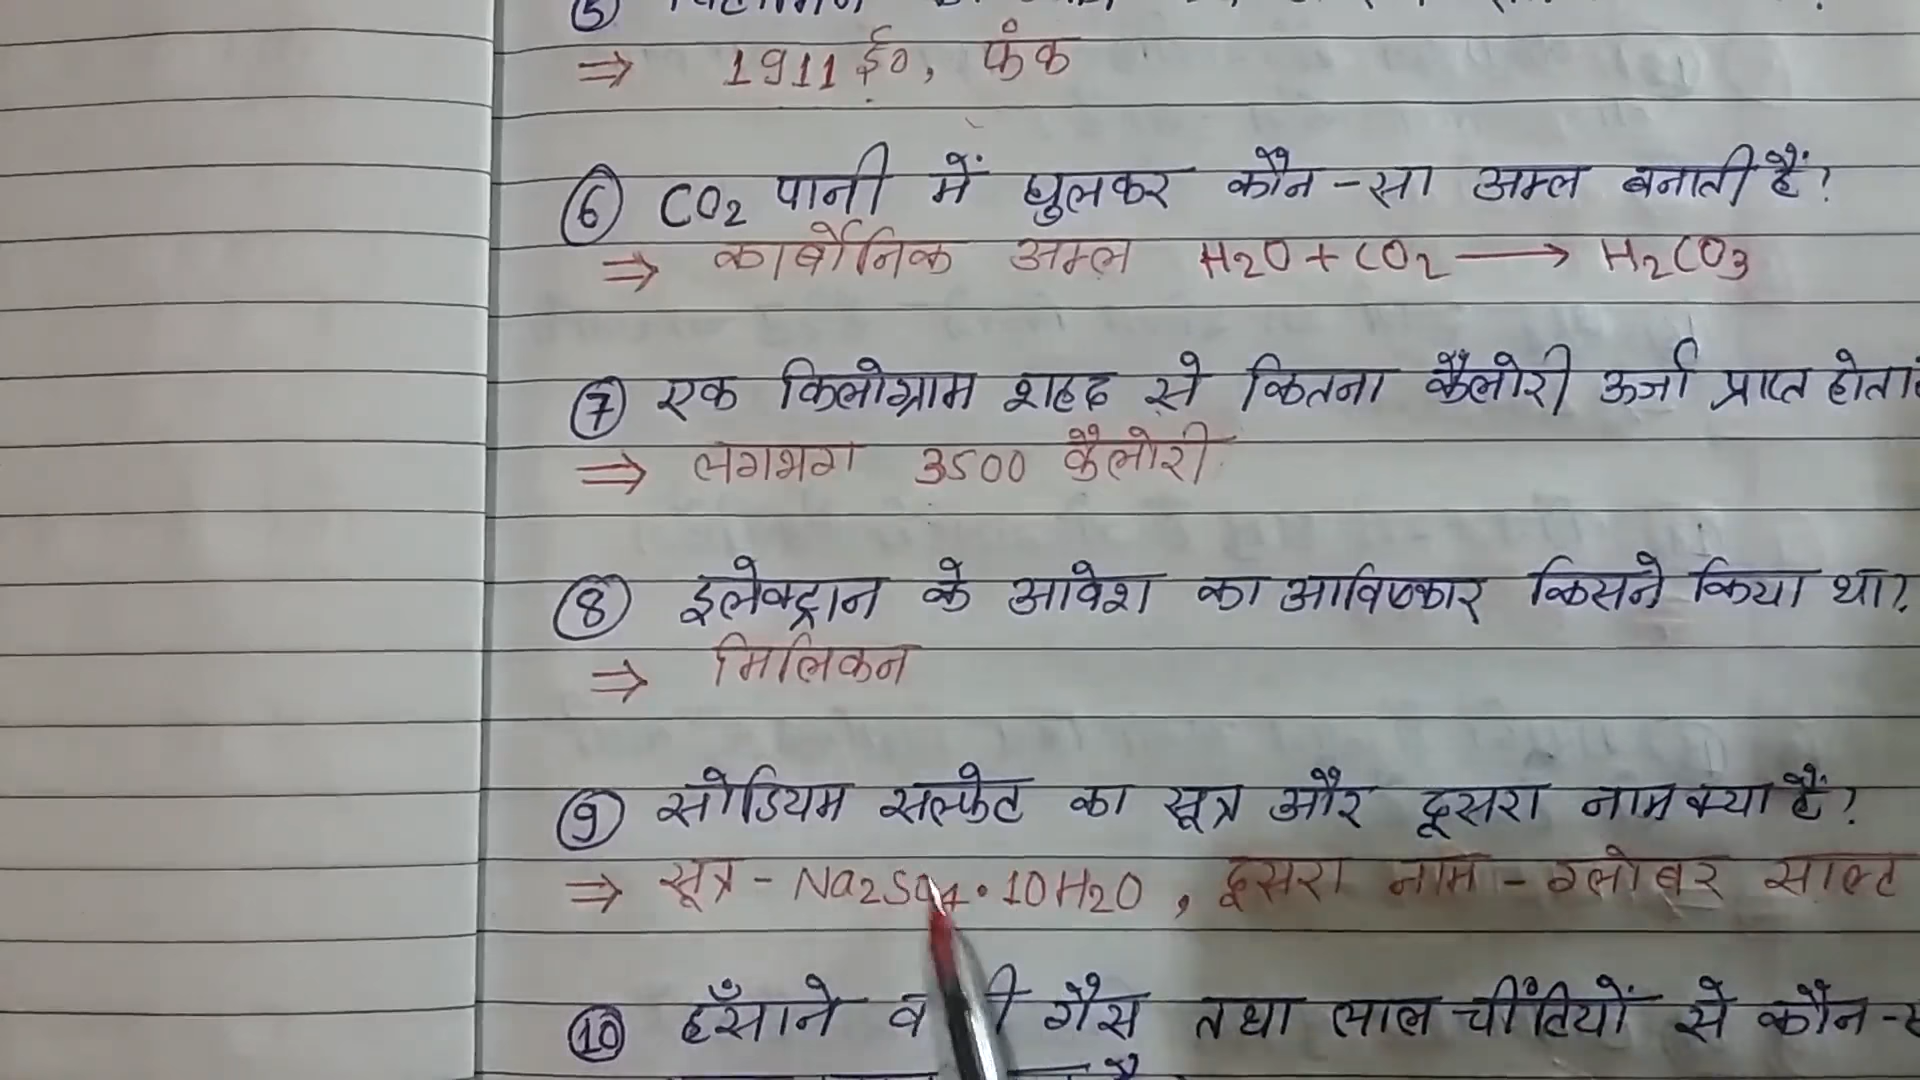 ⑤
⇒ 1911 ई०, फंक
⑥ CO2 पानी में घुलकर कौन-सा अम्ल बनाती हैं?
⇒ कार्बोनिक अम्ल H2O + CO2 ⟶ H2CO3
⑦ एक किलोग्राम शहद से कितना कैलोरी ऊर्जा प्राप्त होता
⇒ लगभग 3500 कैलोरी
⑧ इलेक्ट्रान के आवेश का आविष्कार किसने किया था?
⇒ मिलिकन
⑨ सोडियम सल्फेट का सूत्र और दूसरा नाम क्या हैं?
⇒ सूत्र - Na2SO4·10H2O, दूसरा नाम - ग्लोबर साल्ट
⑩ हँसाने गैस तथा लाल चींटियों से कौन-